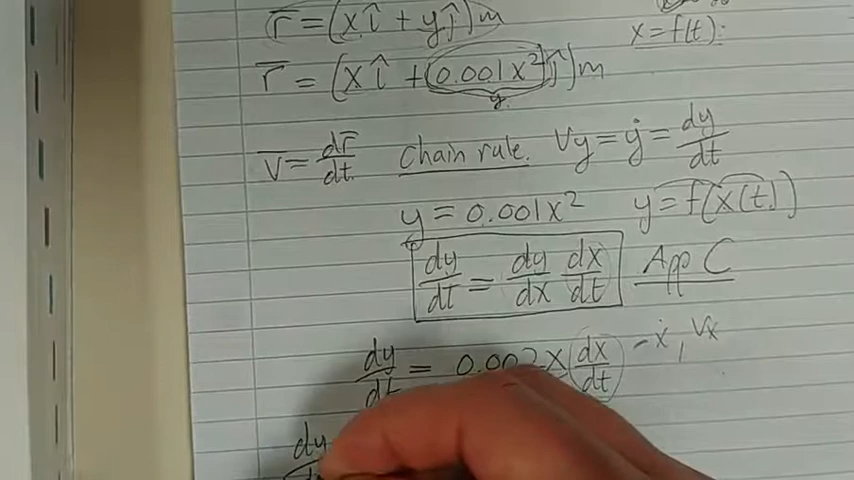 r̅ = (x î + y ĵ) m
x = f(t):
r̅ = (x î + (0.001x²) ĵ) m
y
v̅ = dr̅/dt chain rule. Vy = ẏ = dy/dt
y = 0.001x² y = f(x(t))
dy/dt = dy/dx dx/dt App C
dy/dt = 0.002x (dx/dt) - ẋ, Vx
dy